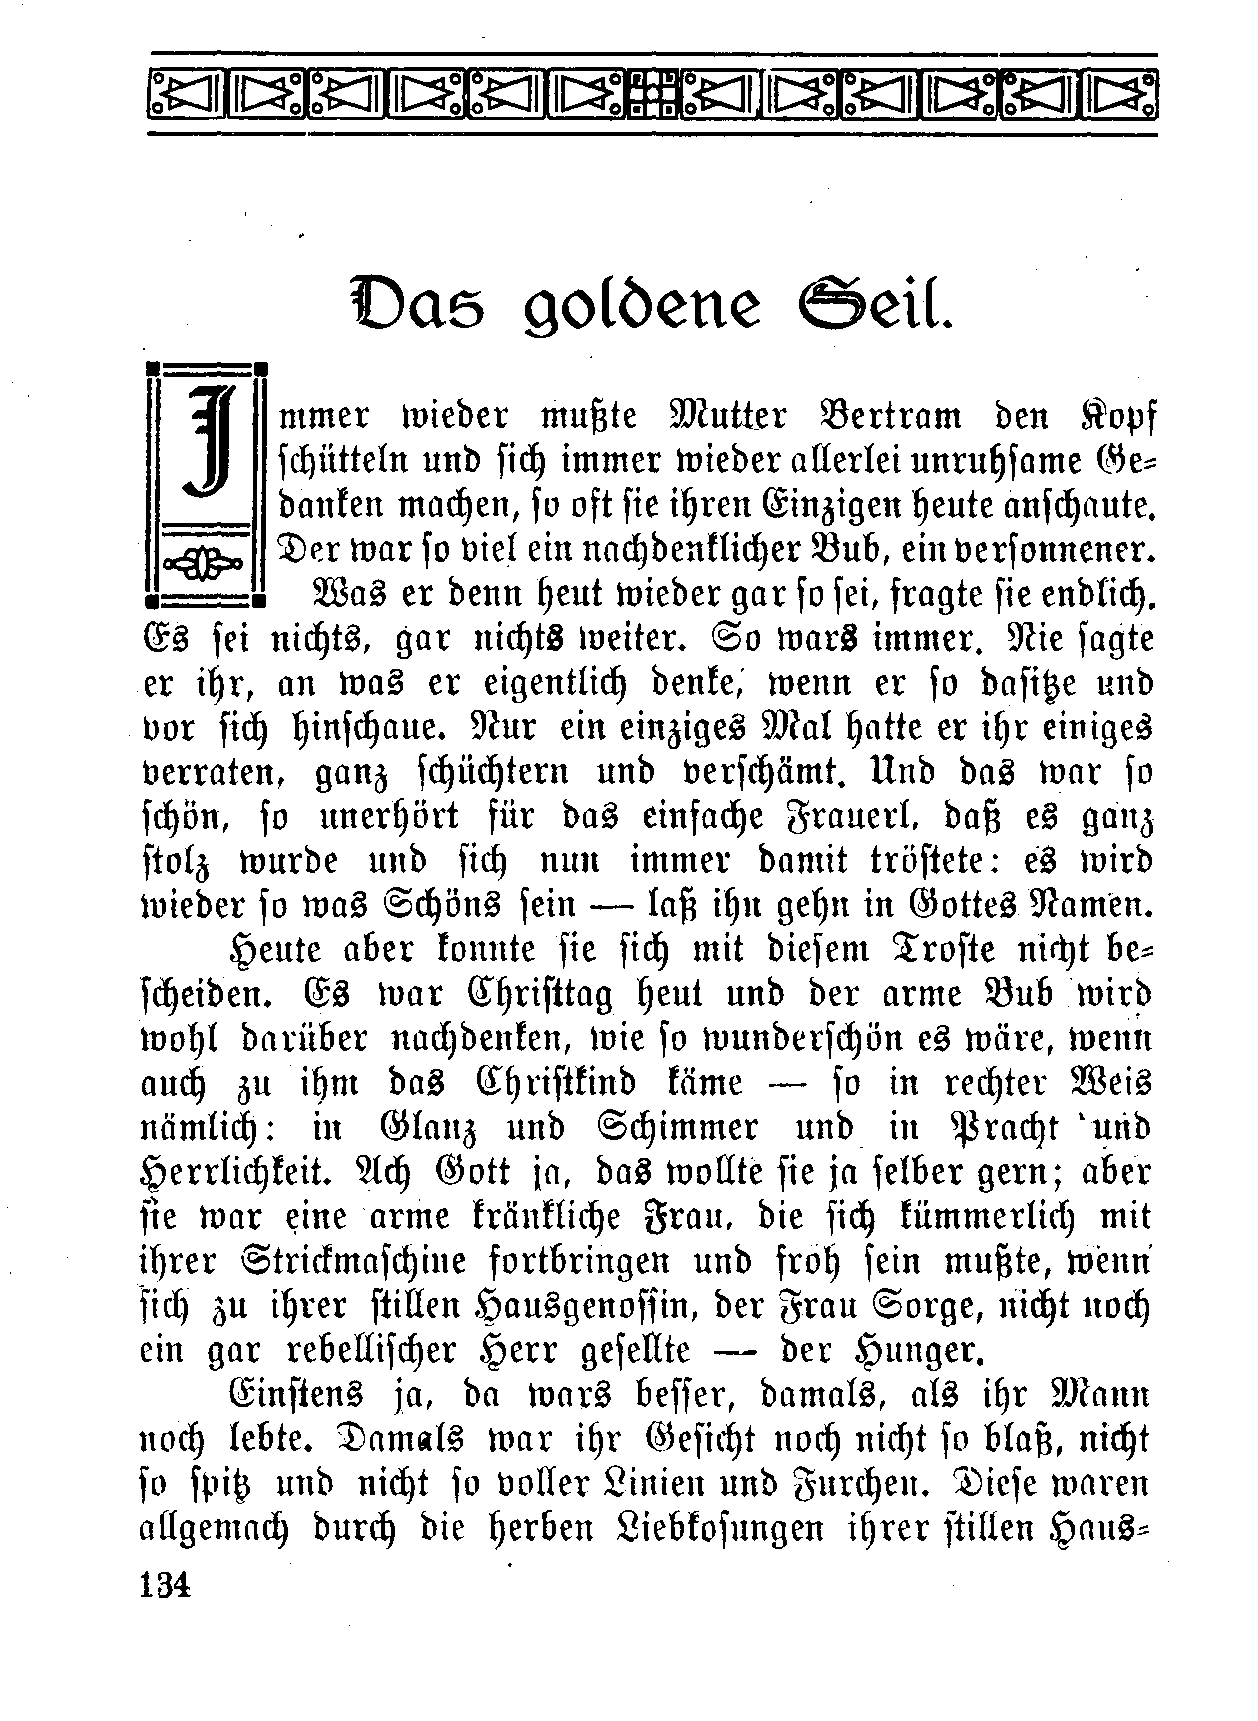 Das goldene Seil.
Immer wieder mußte Mutter Bertram den Kopf
schütteln und sich immer wieder allerlei unruhsame Ge-
danken machen, so oft sie ihren Einzigen heute anschaute.
Der war so viel ein nachdenklicher Bub, ein versonnener.
Was er denn heut wieder gar so sei, fragte sie endlich.
Es sei nichts, gar nichts weiter. So wars immer. Nie sagte
er ihr, an was er eigentlich denke, wenn er so dasitze und
vor sich hinschaue. Nur ein einziges Mal hatte er ihr einiges
verraten, ganz schüchtern und verschämt. Und das war so
schön, so unerhört für das einfache Frauerl, daß es ganz
stolz wurde und sich nun immer damit tröstete: es wird
wieder so was Schöns sein — laß ihn gehn in Gottes Namen.
Heute aber konnte sie sich mit diesem Troste nicht be-
scheiden. Es war Christtag heut und der arme Bub wird
wohl darüber nachdenken, wie so wunderschön es wäre, wenn
auch zu ihm das Christkind käme — so in rechter Weis
nämlich: in Glanz und Schimmer und in Pracht und
Herrlichkeit. Ach Gott ja, das wollte sie ja selber gern; aber
sie war eine arme kränkliche Frau, die sich kümmerlich mit
ihrer Strickmaschine fortbringen und froh sein mußte, wenn
sich zu ihrer stillen Hausgenossin, der Frau Sorge, nicht noch
ein gar rebellischer Herr gesellte — der Hunger.
Einstens ja, da wars besser, damals, als ihr Mann
noch lebte. Damals war ihr Gesicht noch nicht so blaß, nicht
so spitz und nicht so voller Linien und Furchen. Diese waren
allgemach durch die herben Liebkosungen ihrer stillen Haus-
134